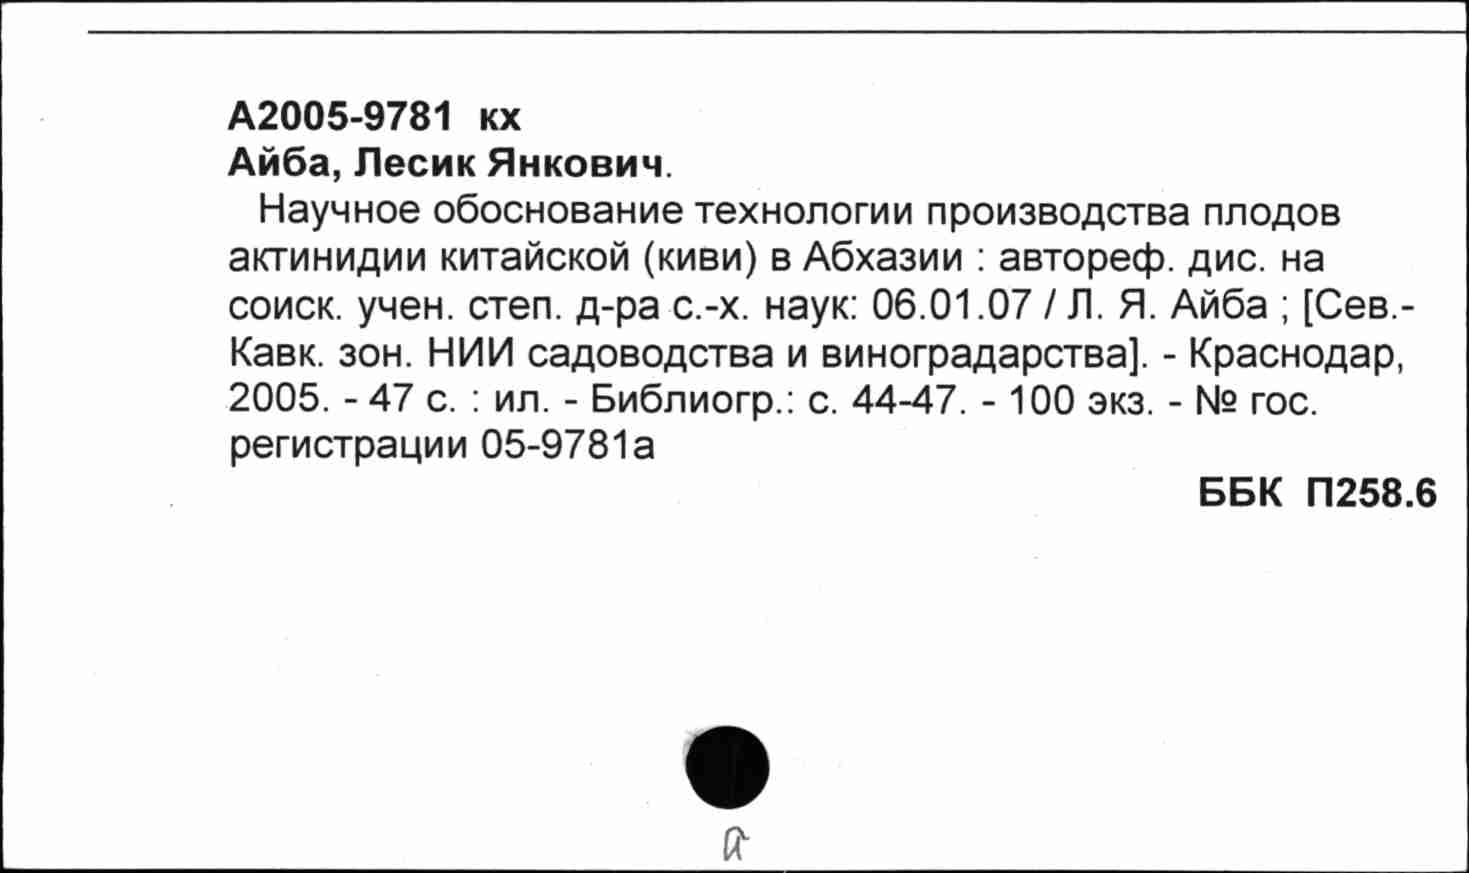 А2005-9781 кх
Айба, Лесик Янкович.
Научное обоснование технологии производства плодов
актинидии китайской (киви) в Абхазии : автореф. дис. на
соиск. учен. степ. д-ра с.-х. наук: 06.01.07 / Л. Я. Айба ; [Сев.-
Кавк. зон. НИИ садоводства и виноградарства]. - Краснодар,
2005. - 47 с. : ил. - Библиогр.: с. 44-47. - 100 экз. - № гос.
регистрации 05-9781а
ББК П258.6